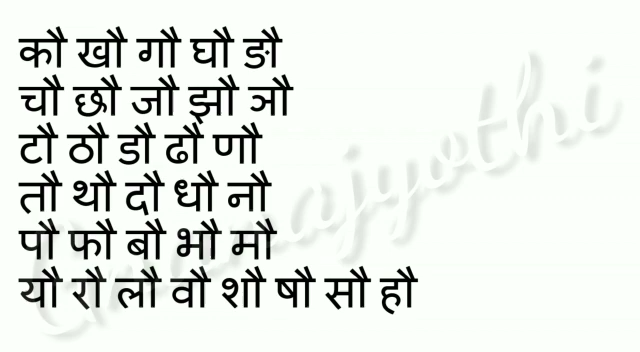 कौ खौ गौ घौ ङौ
चौ छौ जौ झौ ञौ
टौ ठौ डौ ढौ णौ
तौ थौ दौ धौ नौ
पौ फौ बौ भौ मौ
यौ रौ लौ वौ शौ षौ सौ हौ